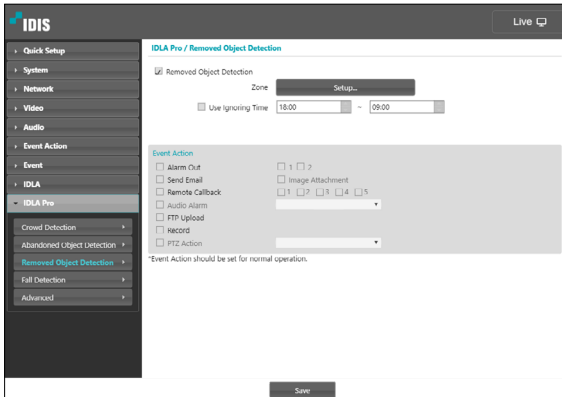 IDIS
Live
Quick Setup
System
Network
Video
Audio
Event Action
Event
IDLA
IDLA Pro
Crowd Detection
Abandoned Object Detection
Removed Object Detection
Fall Detection
Advanced
IDLA Pro / Removed Object Detection
Removed Object Detection
Zone Setup...
Use Ignoring Time 18:00 ~ 09:00
Event Action
Alarm Out 1 2
Send Email Image Attachment
Remote Callback 1 2 3 4 5
Audio Alarm
FTP Upload
Record
PTZ Action
*Event Action should be set for normal operation.
Save